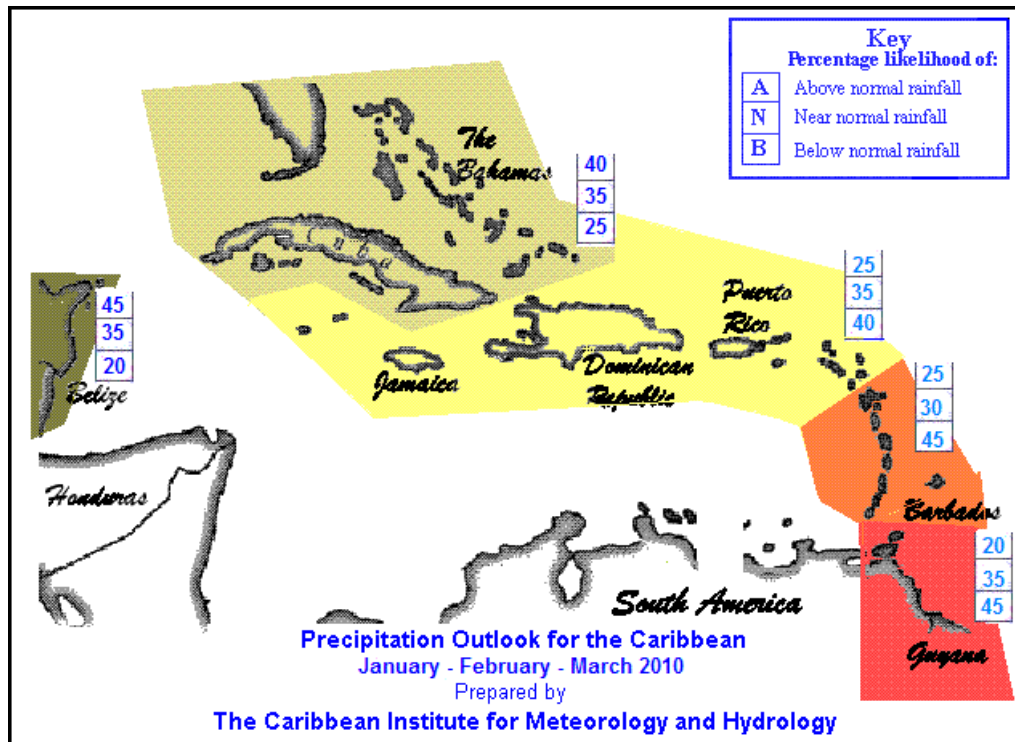 Key
Percentage likelihood of:
A Above normal rainfall
N Near normal rainfall
B Below normal rainfall
The
Bahamas
40
35
25
Cuba
25
35
40
Puerto
Rico
45
35
20
Belize
Jamaica
Dominican
Republic
25
30
45
Honduras
Barbados
20
35
45
South America
Guyana
Precipitation Outlook for the Caribbean
January - February - March 2010
Prepared by
The Caribbean Institute for Meteorology and Hydrology